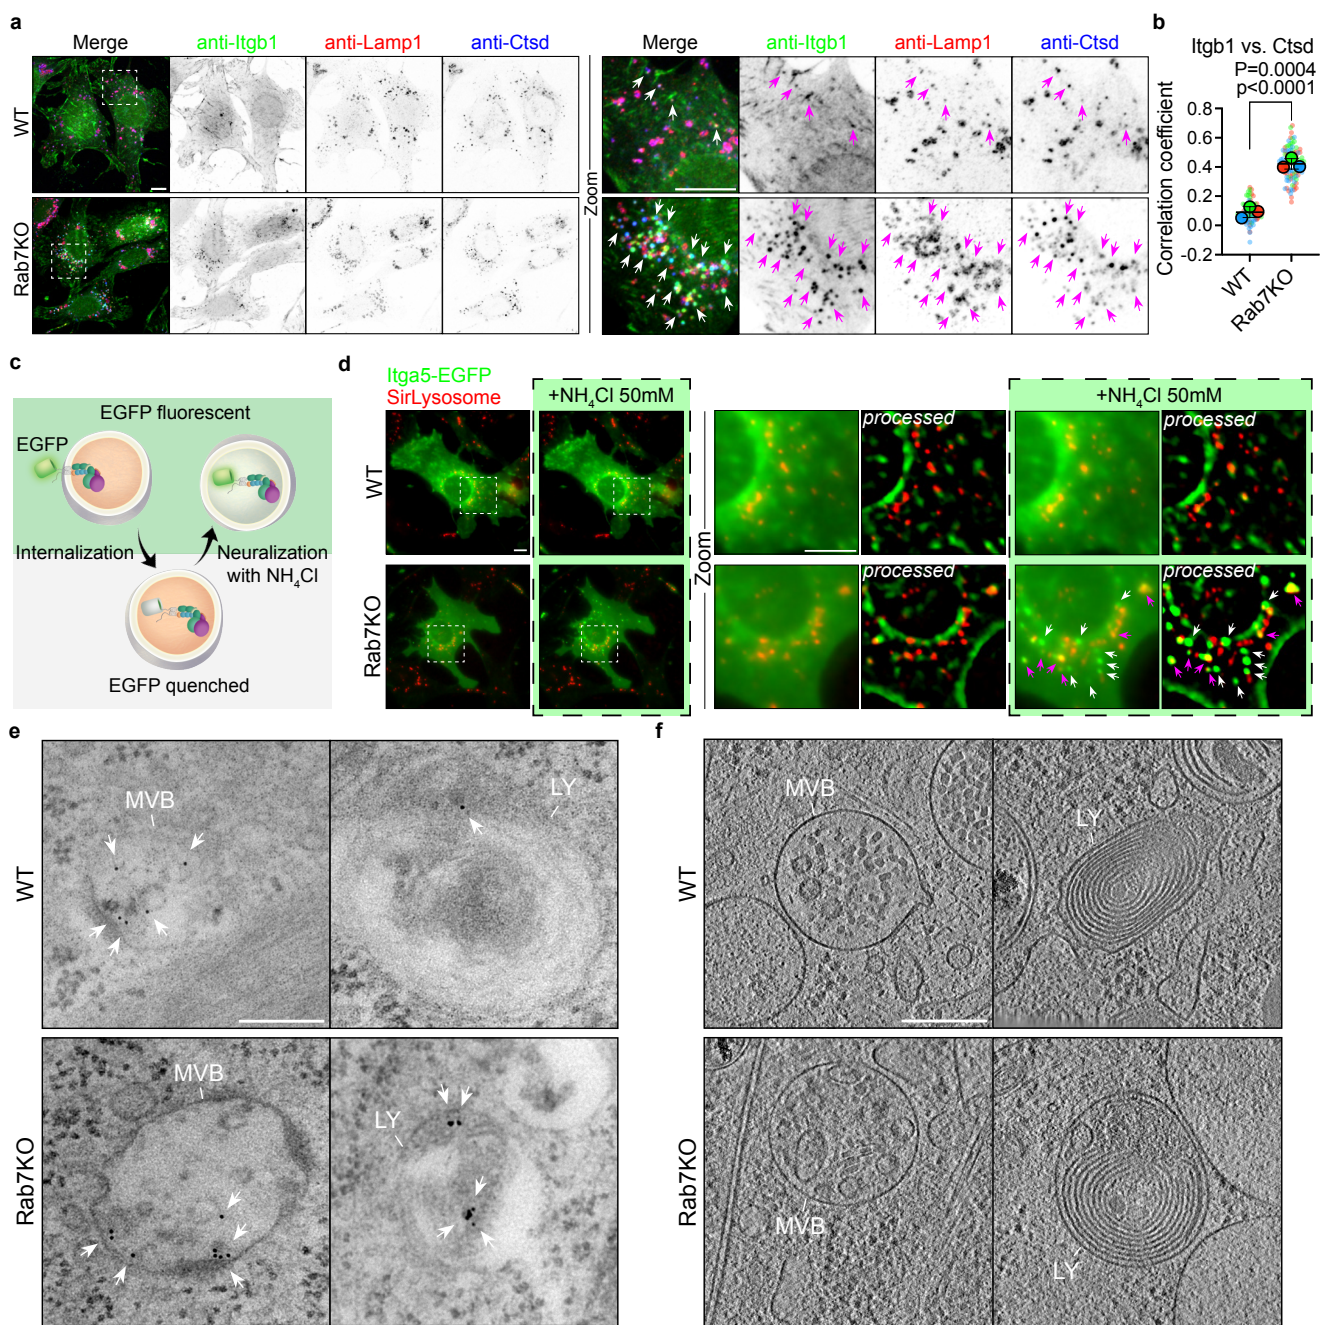 a
Merge
anti-Itgb1
anti-Lamp1
anti-Ctsd
WT
Rab7KO
Zoom
Merge
anti-Itgb1
anti-Lamp1
anti-Ctsd
b
Itgb1 vs. Ctsd
P=0.0004
p<0.0001
Correlation coefficient
0.8
0.6
0.4
0.2
0.0
-0.2
WT
Rab7KO
c
EGFP fluorescent
EGFP
Internalization
Neuralization
with NH4Cl
EGFP quenched
d
Itga5-EGFP
SirLysosome
+NH4Cl 50mM
WT
Rab7KO
Zoom
+NH4Cl 50mM
processed
processed
processed
processed
e
WT
MVB
LY
Rab7KO
MVB
LY
f
WT
MVB
LY
Rab7KO
MVB
LY